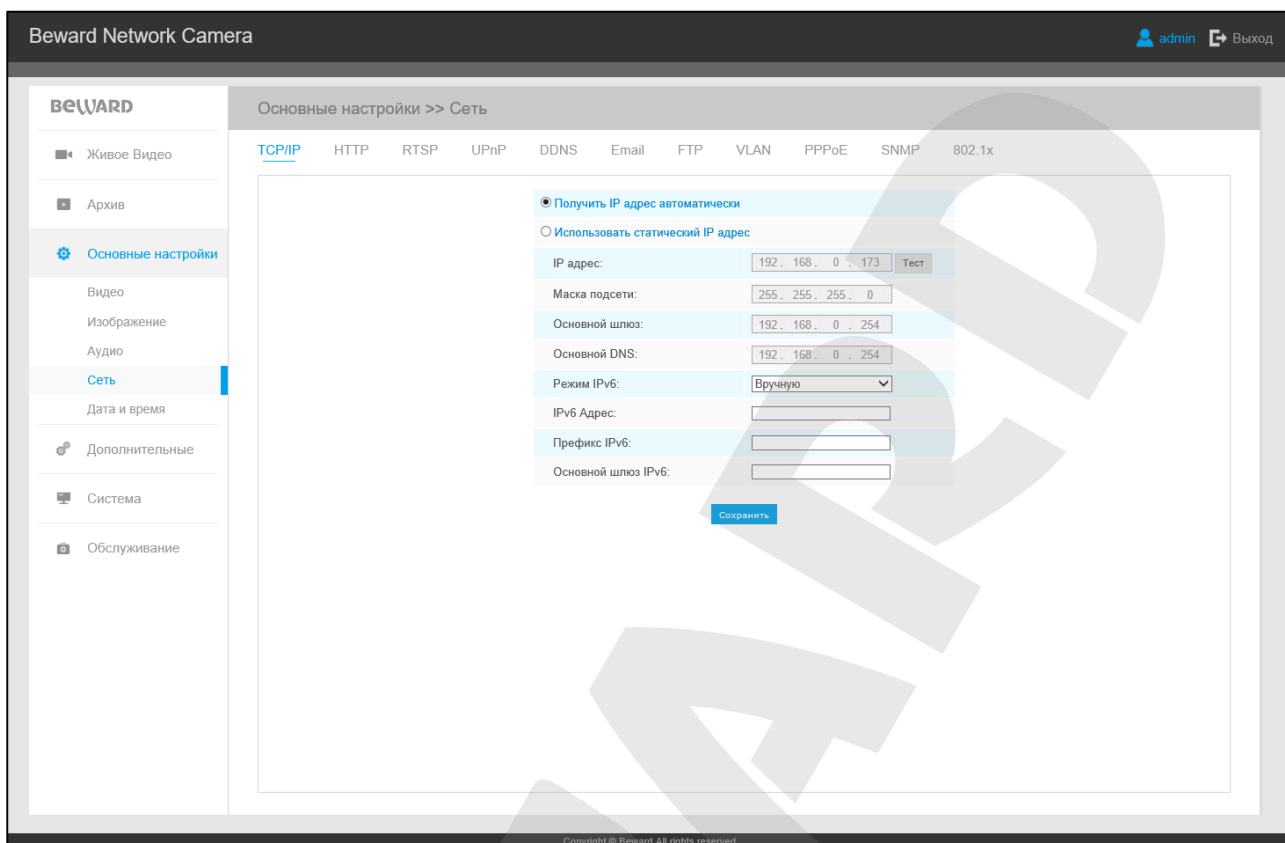 Beward Network Camera
admin Выход
BEWARD
Основные настройки >> Сеть
Живое Видео
Архив
Основные настройки
Видео
Изображение
Аудио
Сеть
Дата и время
Дополнительные
Система
Обслуживание
TCP/IP HTTP RTSP UPnP DDNS Email FTP VLAN PPPoE SNMP 802.1x
Получить IP адрес автоматически
Использовать статический IP адрес
IP адрес: 192. 168. 0 . 173 Тест
Маска подсети: 255. 255. 255. 0
Основной шлюз: 192. 168. 0 . 254
Основной DNS: 192. 168. 0 . 254
Режим IPv6: Вручную
IPv6 Адрес:
Префикс IPv6:
Основной шлюз IPv6:
Сохранить
Copyright © Beward All rights reserved